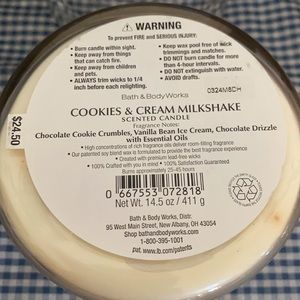 ⚠ WARNING
To prevent FIRE and SERIOUS INJURY:
• Burn candle within sight.
• Keep away from things that can catch fire.
• Keep away from children and pets.
• ALWAYS trim wicks to 1/4 inch before each relighting.
• Keep wax pool free of wick trimmings and matches.
• DO NOT burn candle for more than 4-hour intervals.
• DO NOT extinguish with water.
• AVOID drafts.
0324M8CH
$24.50
Bath & Body Works
COOKIES & CREAM MILKSHAKE
SCENTED CANDLE
Fragrance Notes:
Chocolate Cookie Crumbles, Vanilla Bean Ice Cream, Chocolate Drizzle
with Essential Oils
• High concentrations of rich fragrance oils deliver room-filling fragrance
• Our patented soy blend wax is formulated to provide the best fragrance experience
• Created with premium lead-free wicks
• 100% Crafted with you in mind • 100% Satisfaction Guaranteed
Burns approximately 25-45 hours
0 667553 072818
Net Wt. 14.5 oz / 411 g
Bath & Body Works, Distr.
95 West Main Street, New Albany, OH 43054
Shop bathandbodyworks.com
1-800-395-1001
pat. www.lb.com/patents